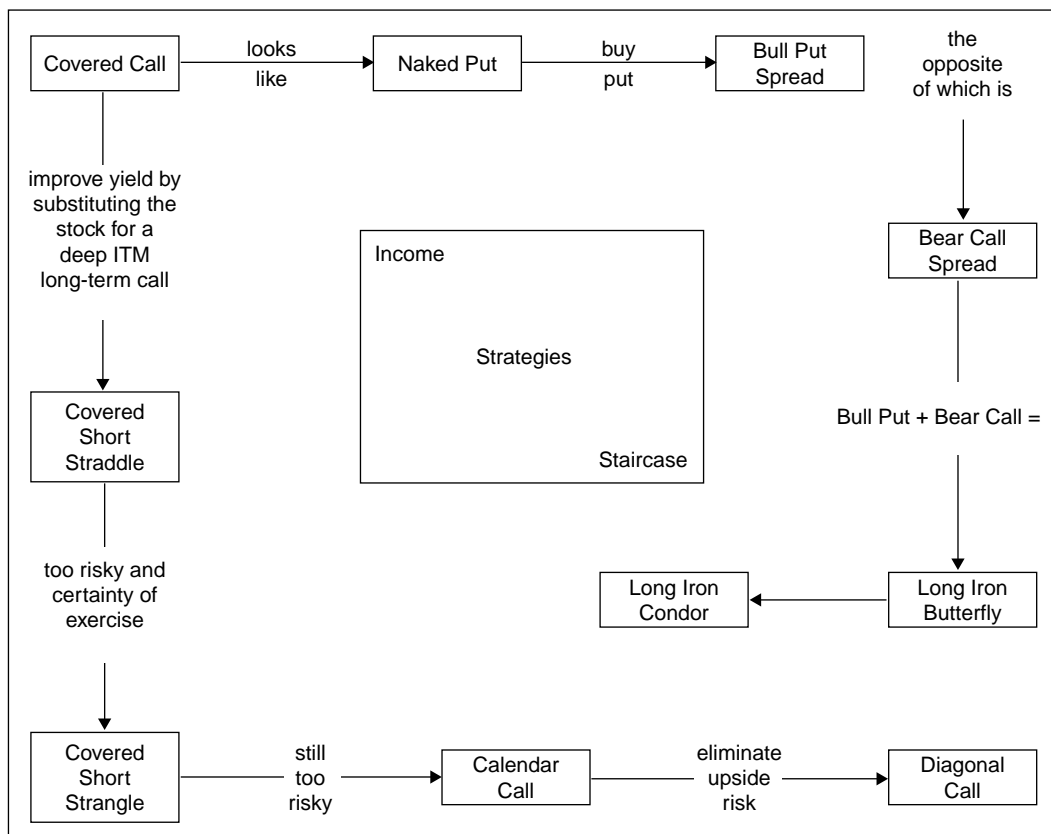 Covered Call
looks
like
Naked Put
buy
put
Bull Put
Spread
the
opposite
of which is
improve yield by
substituting the
stock for a
deep ITM
long-term call
Income
Strategies
Staircase
Bear Call
Spread
Covered
Short
Straddle
Bull Put + Bear Call =
too risky and
certainty of
exercise
Long Iron
Condor
Long Iron
Butterfly
Covered
Short
Strangle
still
too
risky
Calendar
Call
eliminate
upside
risk
Diagonal
Call